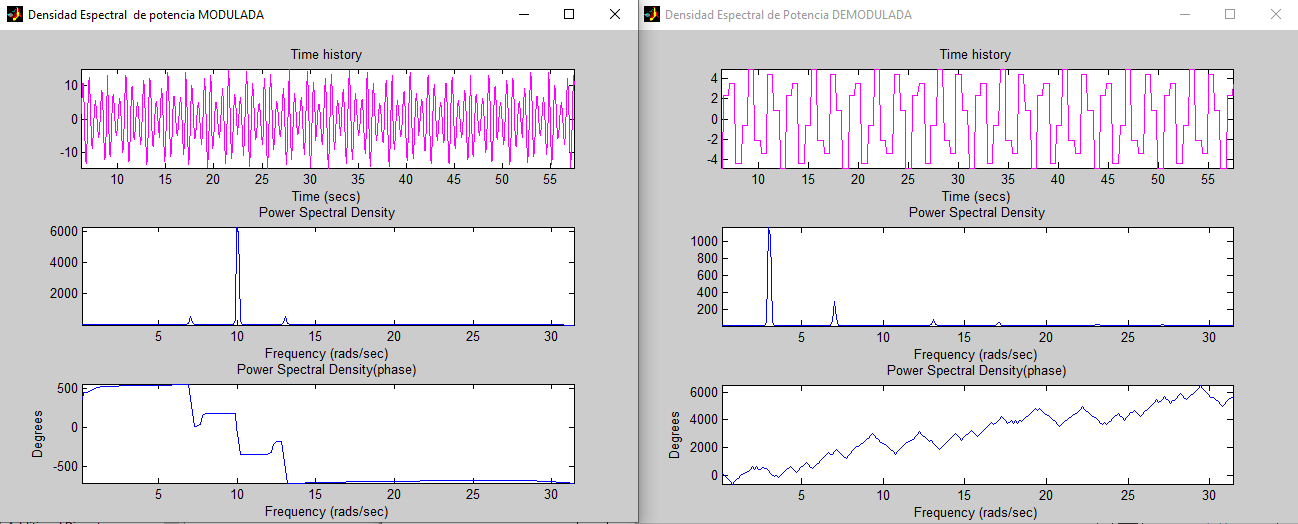 Densidad Espectral  de potencia MODULADA
Time history
10
0
-10
10 15 20 25 30 35 40 45 50 55
Time (secs)
Power Spectral Density
6000
4000
2000
5 10 15 20 25 30
Frequency (rads/sec)
Power Spectral Density(phase)
Degrees
500
0
-500
5 10 15 20 25 30
Frequency (rads/sec)
Densidad Espectral de Potencia DEMODULADA
Time history
4
2
0
-2
-4
10 15 20 25 30 35 40 45 50 55
Time (secs)
Power Spectral Density
1000
800
600
400
200
5 10 15 20 25 30
Frequency (rads/sec)
Power Spectral Density(phase)
Degrees
6000
4000
2000
0
5 10 15 20 25 30
Frequency (rads/sec)